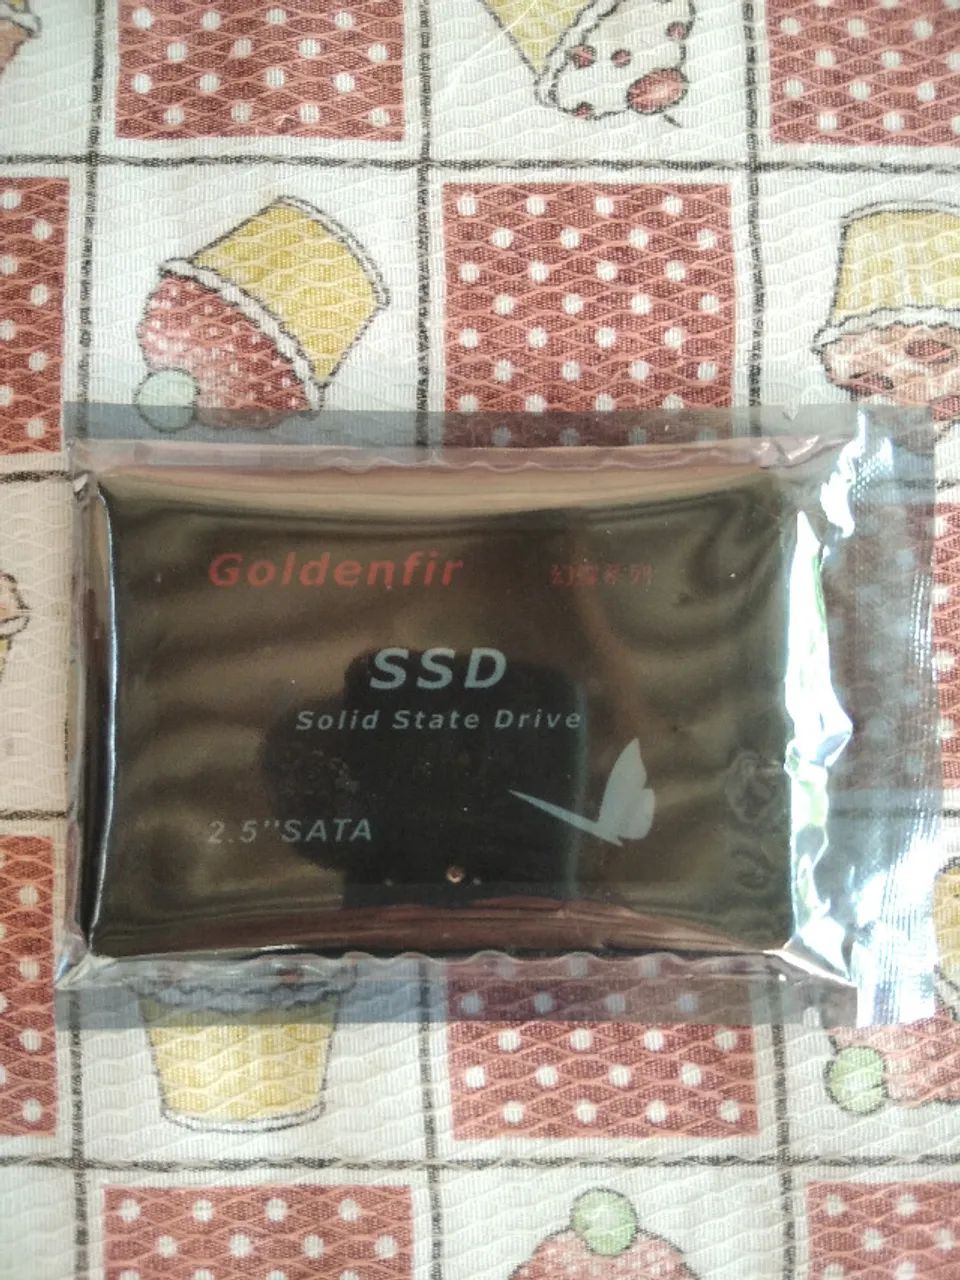 Goldenfir
SSD
Solid State Drive
2.5"SATA